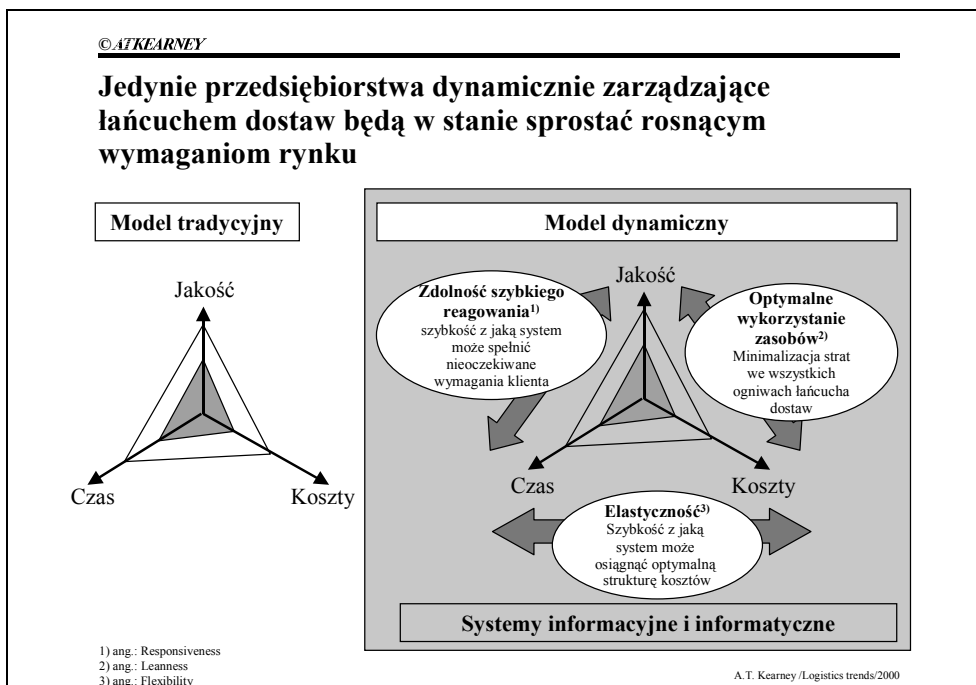 © ATKEARNEY
Jedynie przedsiębiorstwa dynamicznie zarządzające
łańcuchem dostaw będą w stanie sprostać rosnącym
wymaganiom rynku
Model tradycyjny
Jakość
Czas
Koszty
Model dynamiczny
Jakość
Zdolność szybkiego
reagowania1)
szybkość z jaką system
może spełnić
nieoczekiwane
wymagania klienta
Optymalne
wykorzystanie
zasobów2)
Minimalizacja strat
we wszystkich
ogniwach łańcucha
dostaw
Czas
Koszty
Elastyczność3)
Szybkość z jaką
system może
osiągnąć optymalną
strukturę kosztów
Systemy informacyjne i informatyczne
1) ang.: Responsiveness
2) ang.: Leanness
3) ang.: Flexibility
A.T. Kearney /Logistics trends/2000